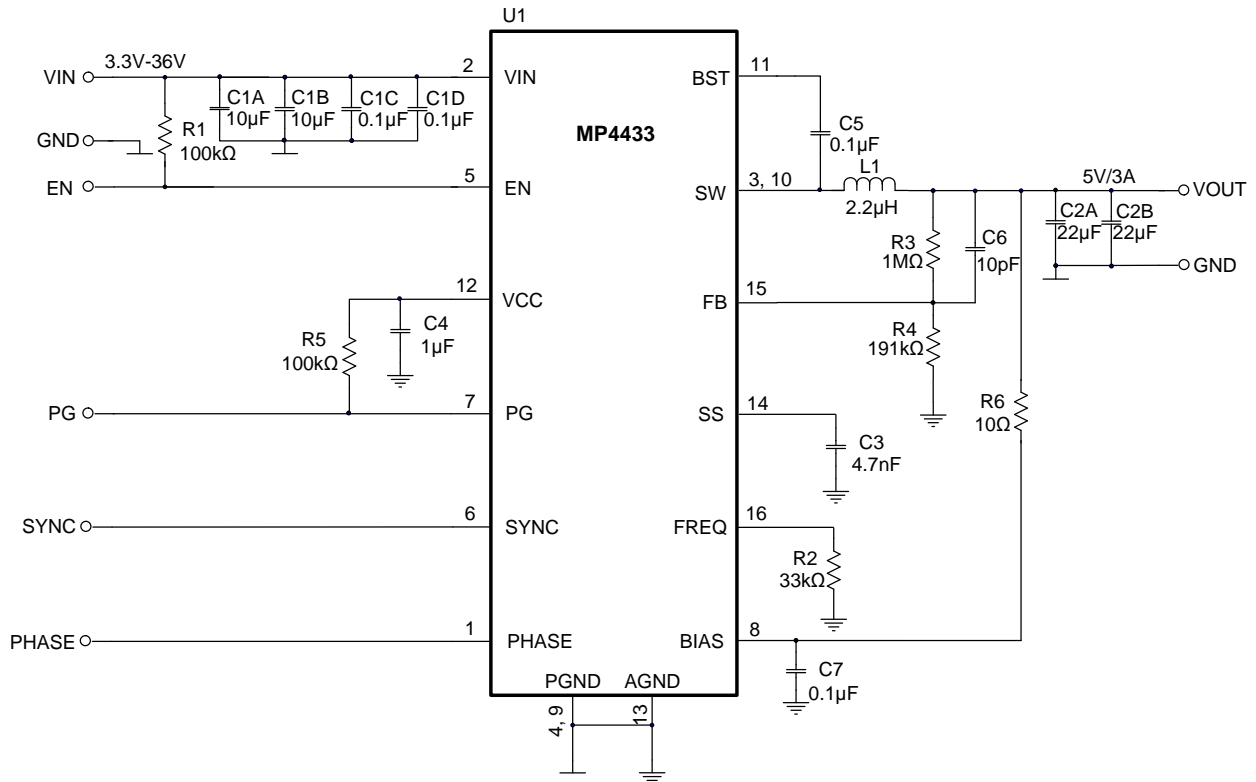 U1
3.3V-36V
VIN
2
VIN
BST
11
C1A
10µF
C1B
10µF
C1C
0.1µF
C1D
0.1µF
R1
100kΩ
GND
MP4433
C5
0.1µF
EN
5
EN
SW
3, 10
L1
2.2µH
5V/3A
VOUT
R3
1MΩ
C6
10pF
C2A
22µF
C2B
22µF
GND
12
VCC
FB
15
R5
100kΩ
C4
1µF
R4
191kΩ
PG
7
PG
SS
14
C3
4.7nF
R6
10Ω
SYNC
6
SYNC
FREQ
16
R2
33kΩ
PHASE
1
PHASE
BIAS
8
C7
0.1µF
PGND
AGND
4, 9
13